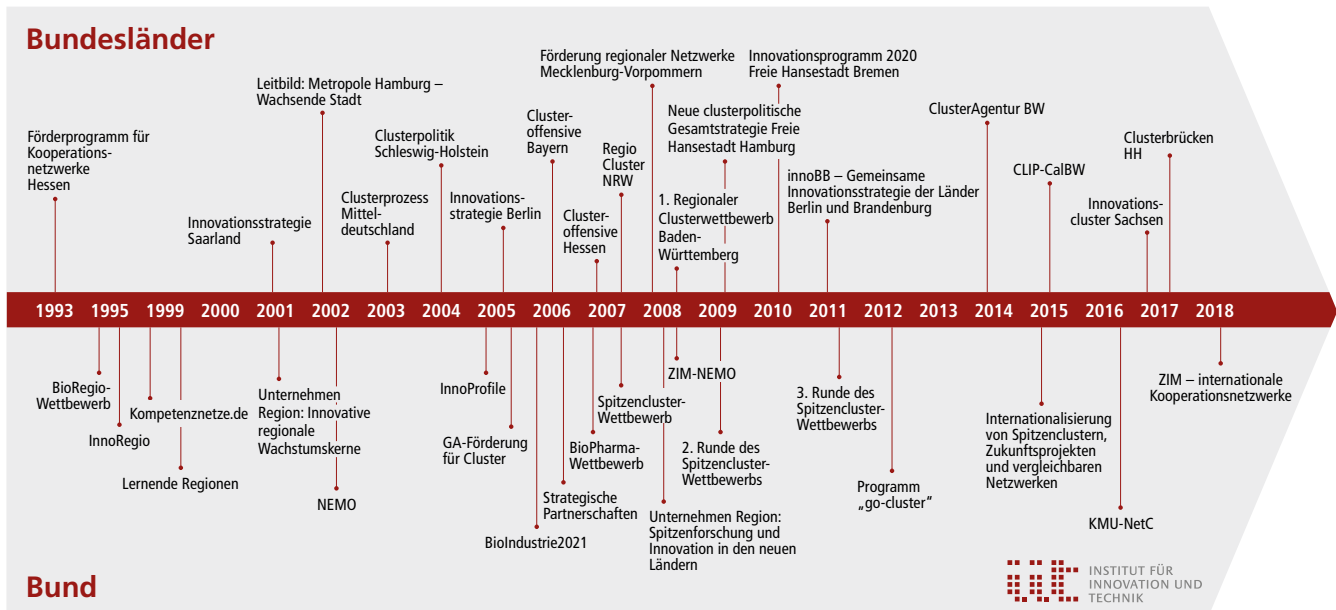 Bundesländer
Förderprogramm für
Kooperations-
netzwerke
Hessen
Innovationsstrategie
Saarland
Leitbild: Metropole Hamburg –
Wachsende Stadt
Clusterprozess
Mittel-
deutschland
Clusterpolitik
Schleswig-Holstein
Innovations-
strategie Berlin
Cluster-
offensive
Bayern
Cluster-
offensive
Hessen
Regio
Cluster
NRW
Förderung regionaler Netzwerke
Mecklenburg-Vorpommern
1. Regionaler
Clusterwettbewerb
Baden-
Württemberg
Neue clusterpolitische
Gesamtstrategie Freie
Hansestadt Hamburg
Innovationsprogramm 2020
Freie Hansestadt Bremen
innoBB – Gemeinsame
Innovationsstrategie der Länder
Berlin und Brandenburg
ClusterAgentur BW
CLIP-CalBW
Innovations-
cluster Sachsen
Clusterbrücken
HH
1993 1995 1999 2000 2001 2002 2003 2004 2005 2006 2007 2008 2009 2010 2011 2012 2013 2014 2015 2016 2017 2018
BioRegio-
Wettbewerb
InnoRegio
Kompetenznetze.de
Lernende Regionen
Unternehmen
Region: Innovative
regionale
Wachstumskerne
NEMO
InnoProfile
GA-Förderung
für Cluster
BioIndustrie2021
Strategische
Partnerschaften
BioPharma-
Wettbewerb
Spitzencluster-
Wettbewerb
Unternehmen Region:
Spitzenforschung und
Innovation in den neuen
Ländern
ZIM-NEMO
2. Runde des
Spitzencluster-
Wettbewerbs
3. Runde des
Spitzencluster-
Wettbewerbs
Programm
„go-cluster“
Internationalisierung
von Spitzenclustern,
Zukunftsprojekten
und vergleichbaren
Netzwerken
KMU-NetC
ZIM – internationale
Kooperationsnetzwerke
Bund
iit
INSTITUT FÜR
INNOVATION UND
TECHNIK